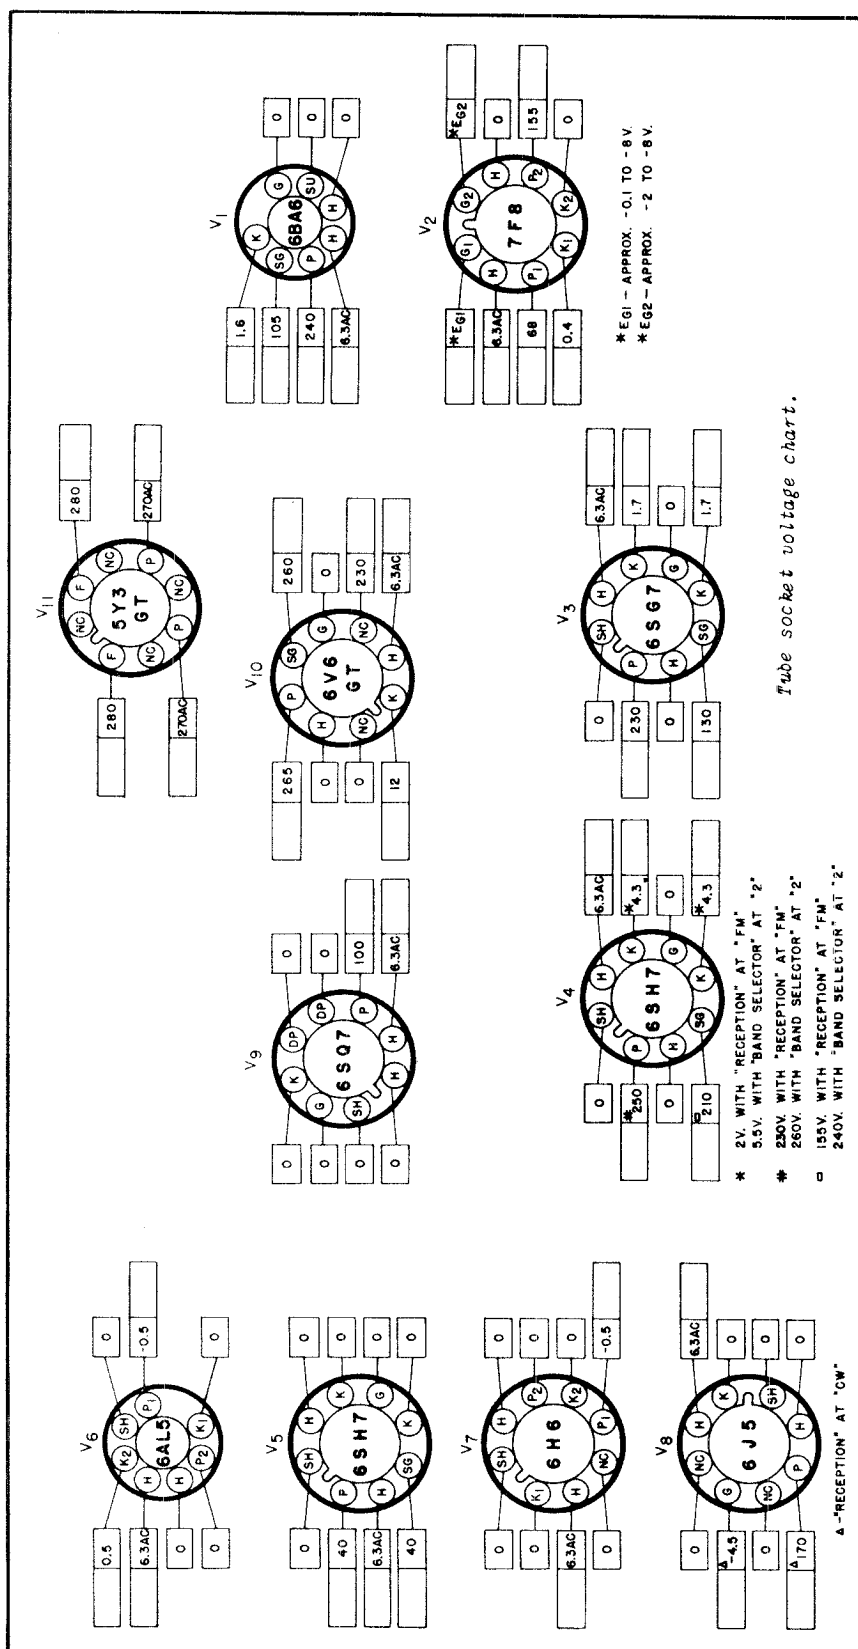 V11
280
280
F
NC
F
NC
NC
P
NC
P
5Y3
GT
270AC
270AC
V1
1.6
0
K
G
105
0
SG
SU
6BA6
240
0
P
H
H
6.3AC
V10
265
260
P
SG
0
0
H
G
6V6
GT
0
230
NC
NC
K
H
12
6.3AC
V2
*EG1
*EG2
G1
G2
6.3AC
0
H
H
7F8
68
155
P1
P2
K1
K2
0.4
0
*EG1 – APPROX. -0.1 TO -8V.
*EG2 – APPROX. -2 TO -8V.
V9
0
0
K
DP
0
0
G
DP
6SQ7
0
100
SH
P
H
H
0
6.3AC
V3
0
6.3AC
SH
H
230
1.7
P
K
6SG7
0
0
H
G
SG
K
130
1.7
Tube socket voltage chart.
V6
0.5
0
K2
SH
6.3AC
-0.5
H
P1
6AL5
0
H
P2
K1
0
0
V5
0
0
SH
H
40
0
P
K
6SH7
6.3AC
0
H
G
SG
K
40
0
V4
0
6.3AC
SH
H
#250
*4.3
P
K
6SH7
0
0
H
G
SG
K
▫210
*4.3
* 2V. WITH "RECEPTION" AT "FM"
5.5V. WITH "BAND SELECTOR" AT "2"
# 230V. WITH "RECEPTION" AT "FM"
260V. WITH "BAND SELECTOR" AT "2"
▫ 155V. WITH "RECEPTION" AT "FM"
240V. WITH "BAND SELECTOR" AT "2"
V7
0
0
SH
H
0
0
K1
P2
6H6
6.3AC
0
H
K2
NC
P1
0
-0.5
V8
0
6.3AC
NC
H
Δ-4.5
0
G
K
6J5
0
0
NC
SH
P
H
Δ170
0
Δ-"RECEPTION" AT "CW"